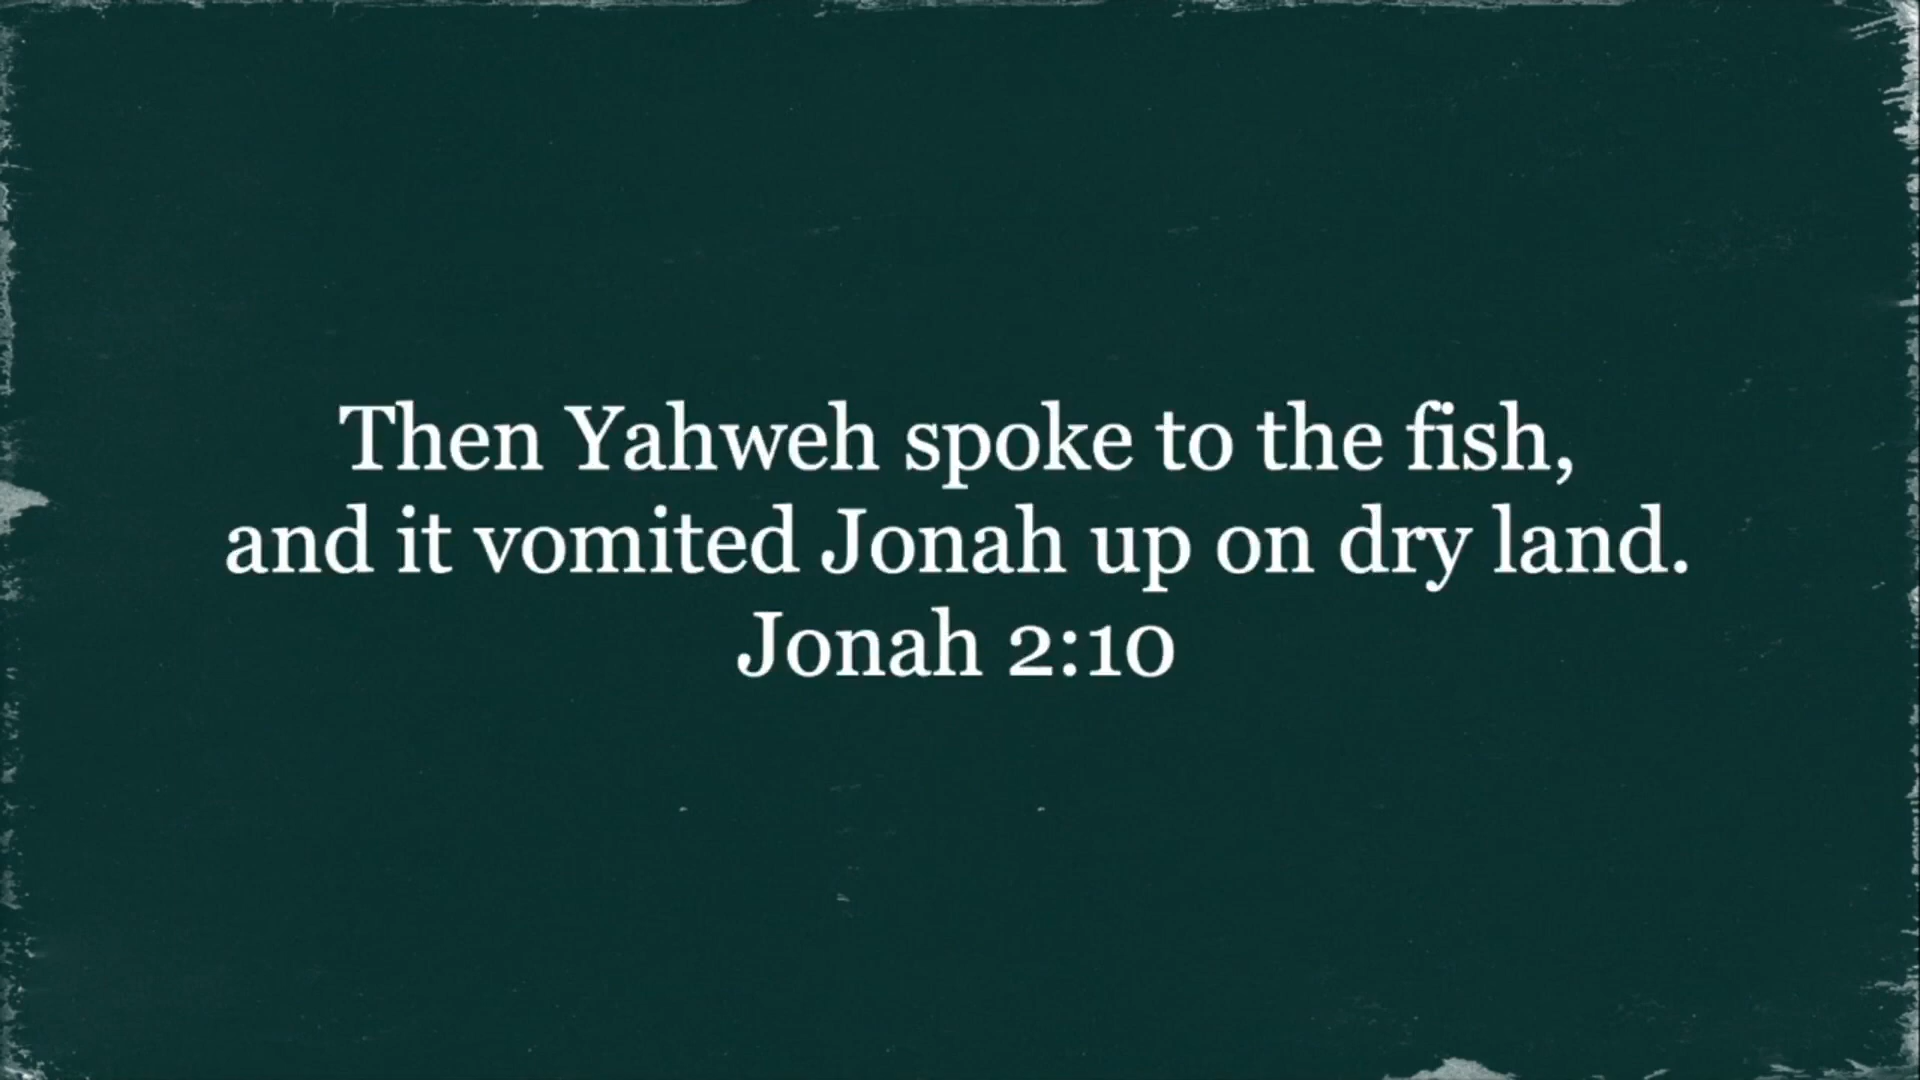 Then Yahweh spoke to the fish,
and it vomited Jonah up on dry land.
Jonah 2:10